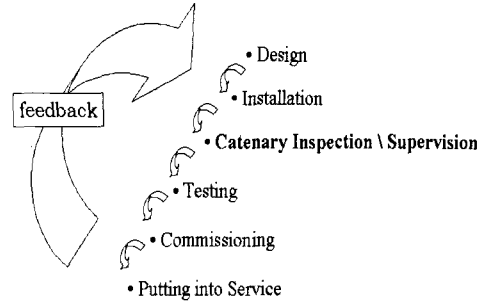 • Design
• Installation
feedback
• Catenary Inspection \ Supervision
• Testing
• Commissioning
• Putting into Service